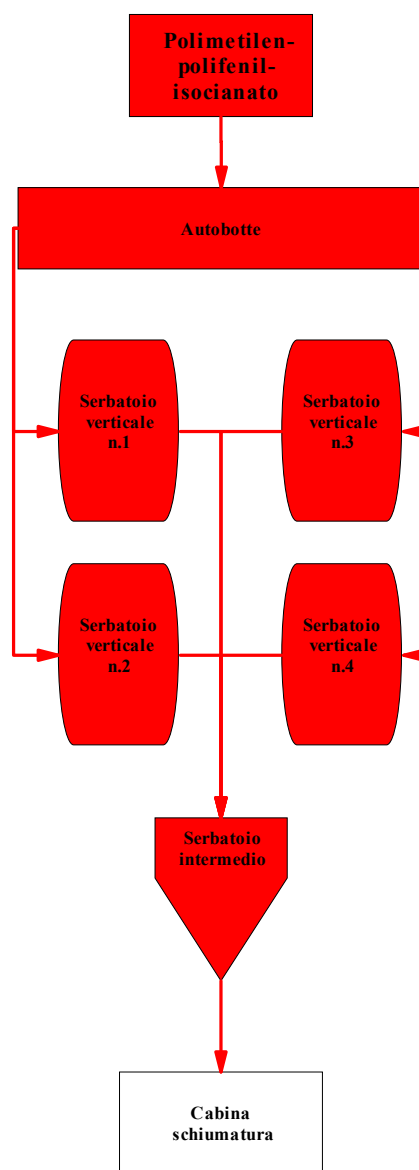 Polimetilen-
polifenil-
isocianato
Autobotte
Serbatoio
verticale
n.1
Serbatoio
verticale
n.3
Serbatoio
verticale
n.2
Serbatoio
verticale
n.4
Serbatoio
intermedio
Cabina
schiumatura